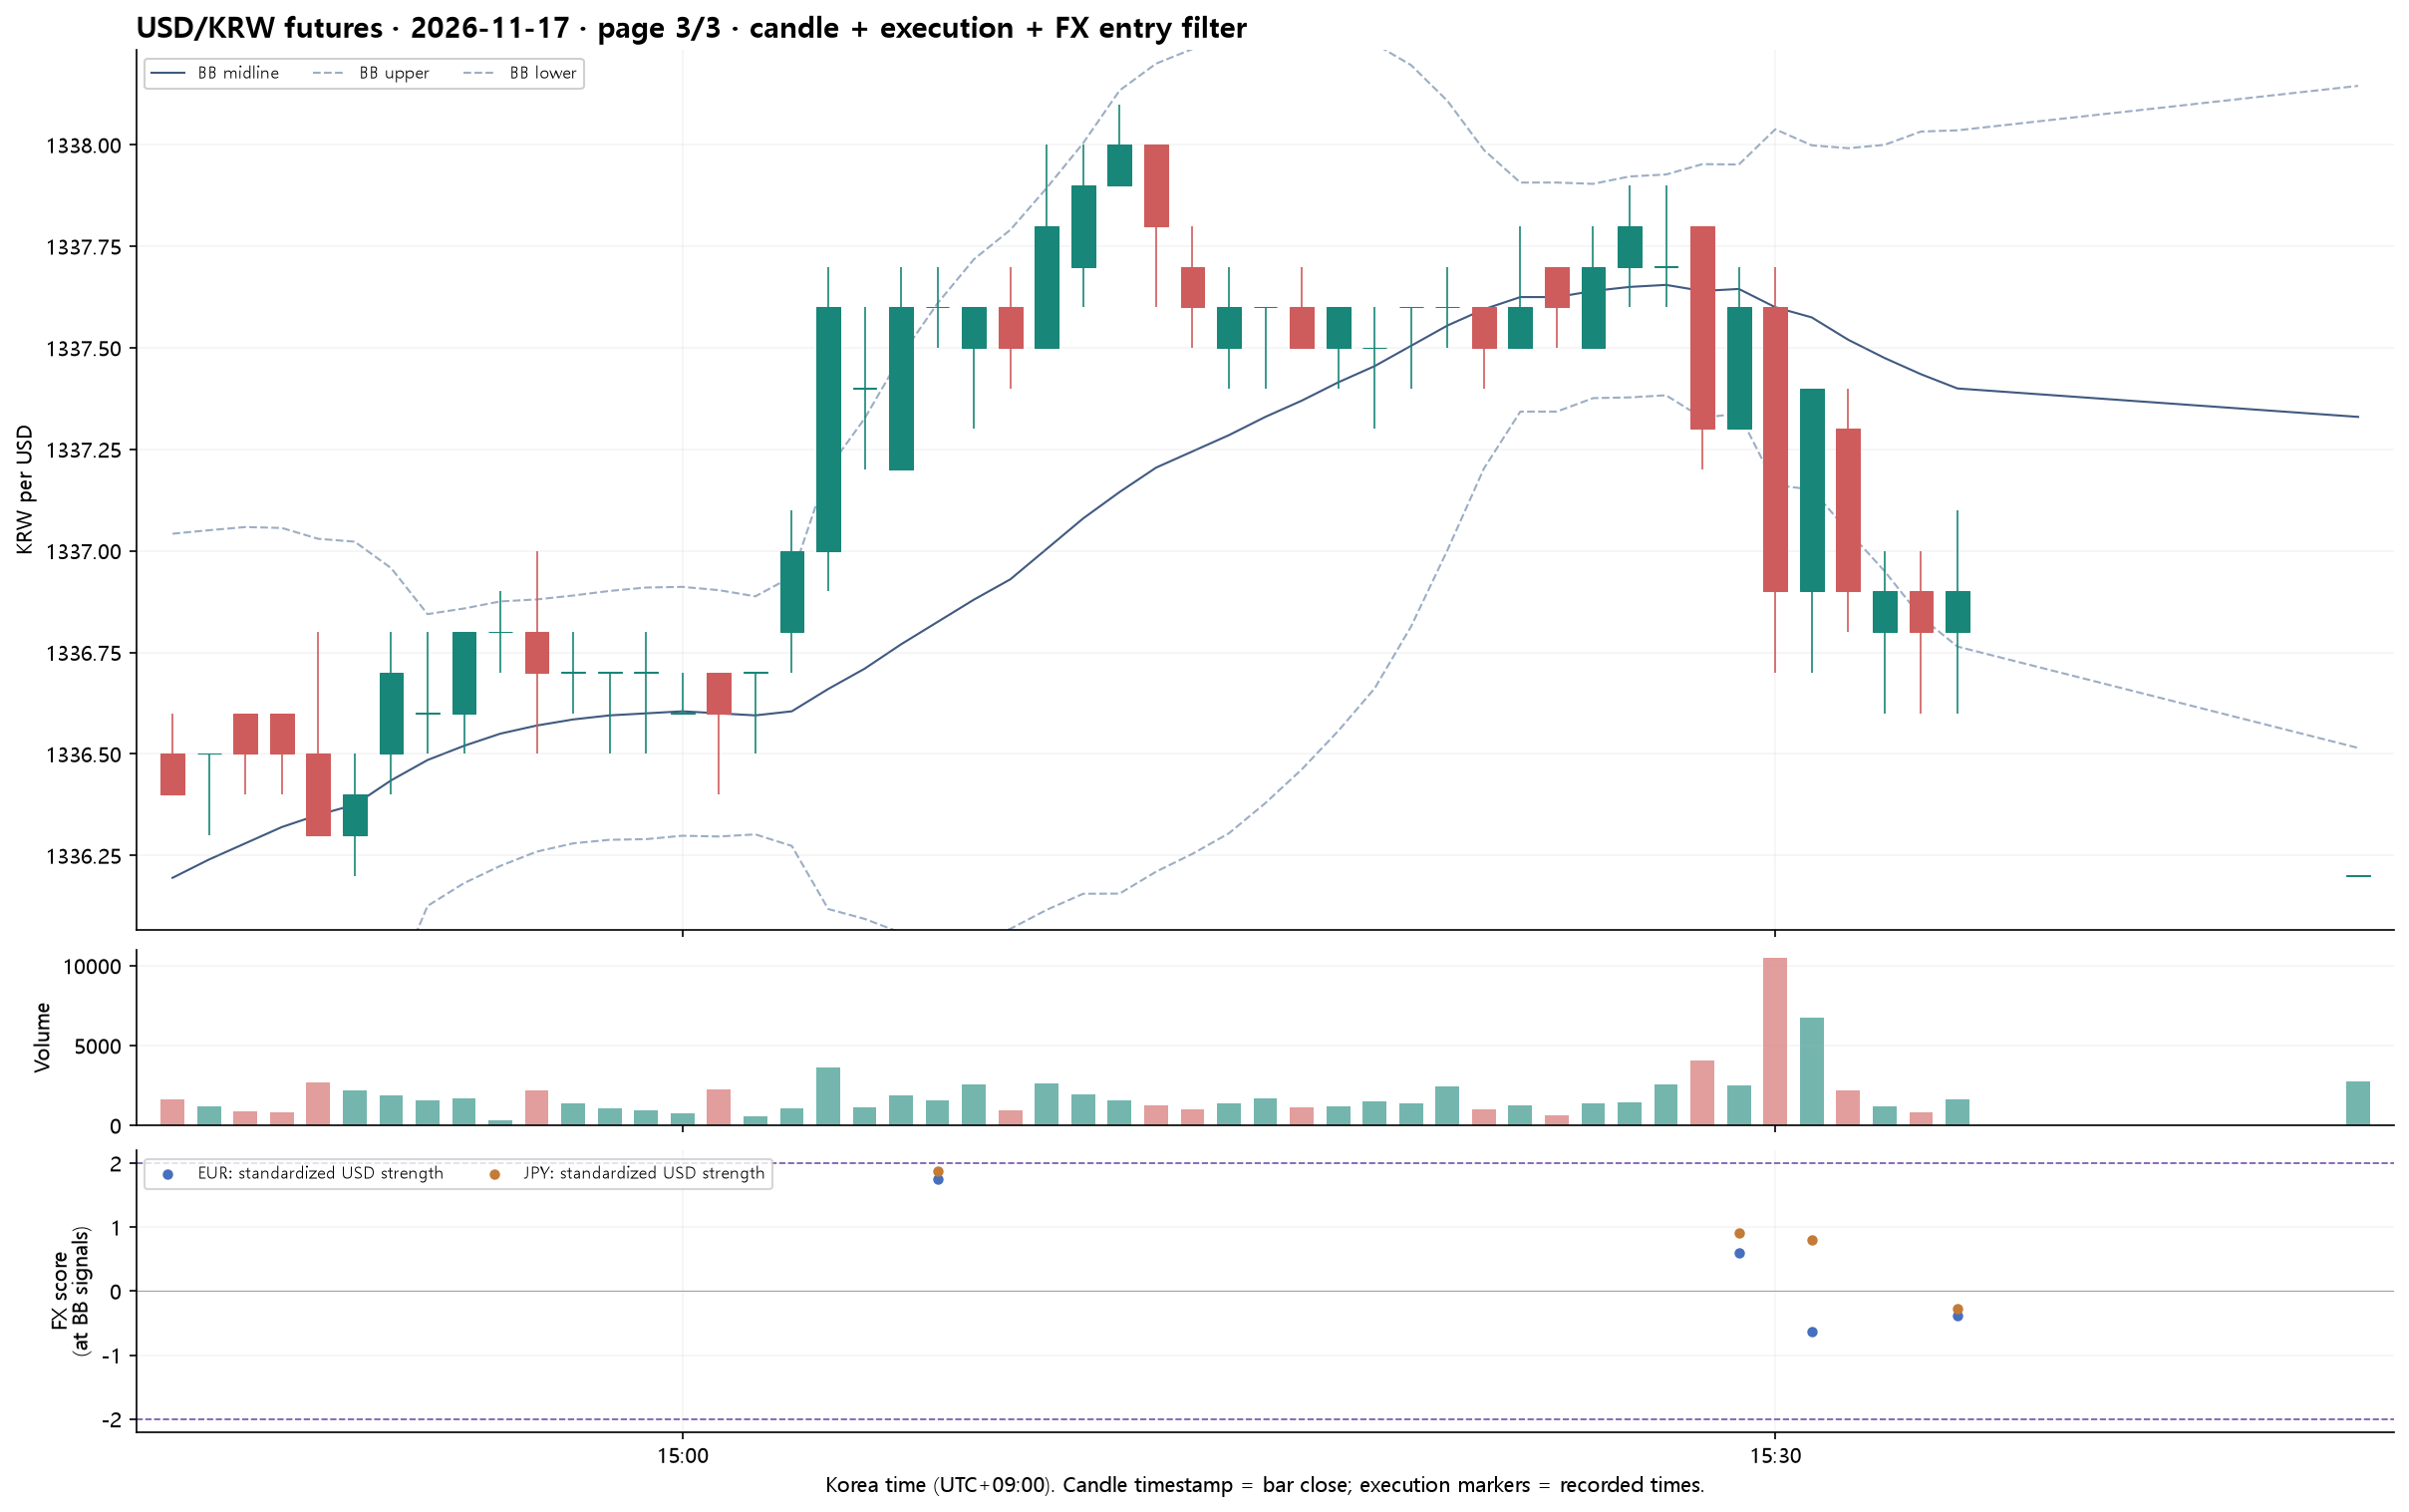 USD/KRW futures · 2026-11-17 · page 3/3 · candle + execution + FX entry filter
BB midline BB upper BB lower
KRW per USD
1338.00
1337.75
1337.50
1337.25
1337.00
1336.75
1336.50
1336.25
Volume
10000
5000
0
EUR: standardized USD strength JPY: standardized USD strength
FX score
(at BB signals)
2
1
0
-1
-2
15:00 15:30
Korea time (UTC+09:00). Candle timestamp = bar close; execution markers = recorded times.